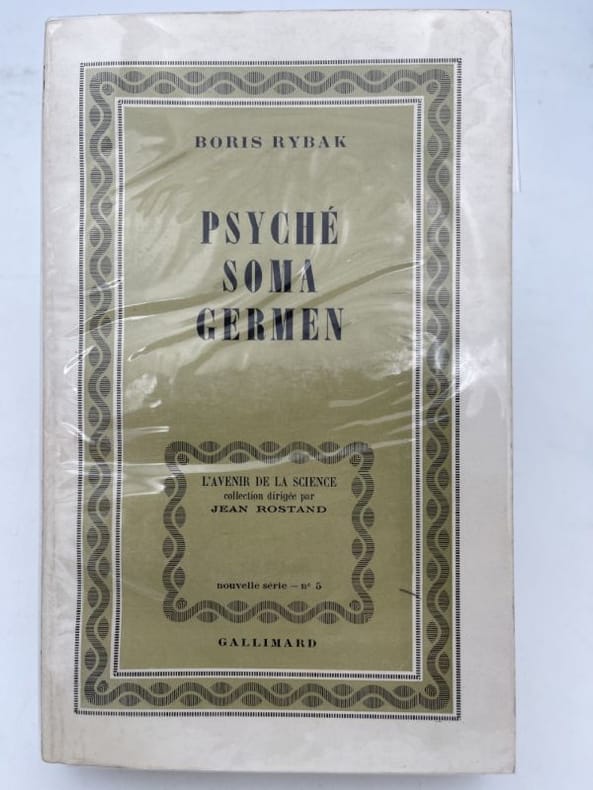 BORIS RYBAK
PSYCHÉ
SOMA
GERMEN
L'AVENIR DE LA SCIENCE
collection dirigée par
JEAN ROSTAND
nouvelle série – nº 5
GALLIMARD